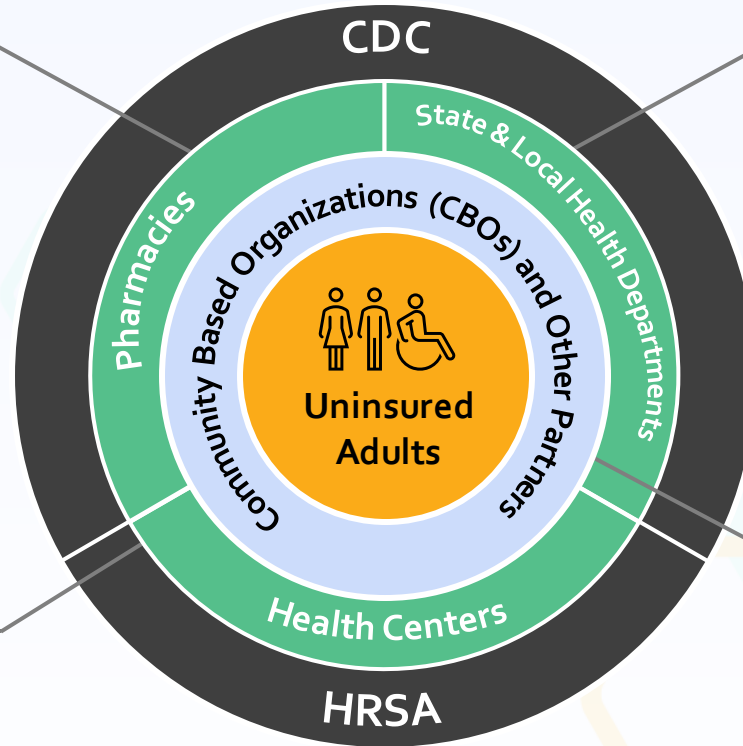 CDC
State & Local Health Departments
Pharmacies
Community Based Organizations (CBOs) and Other Partners
Uninsured
Adults
Health Centers
HRSA